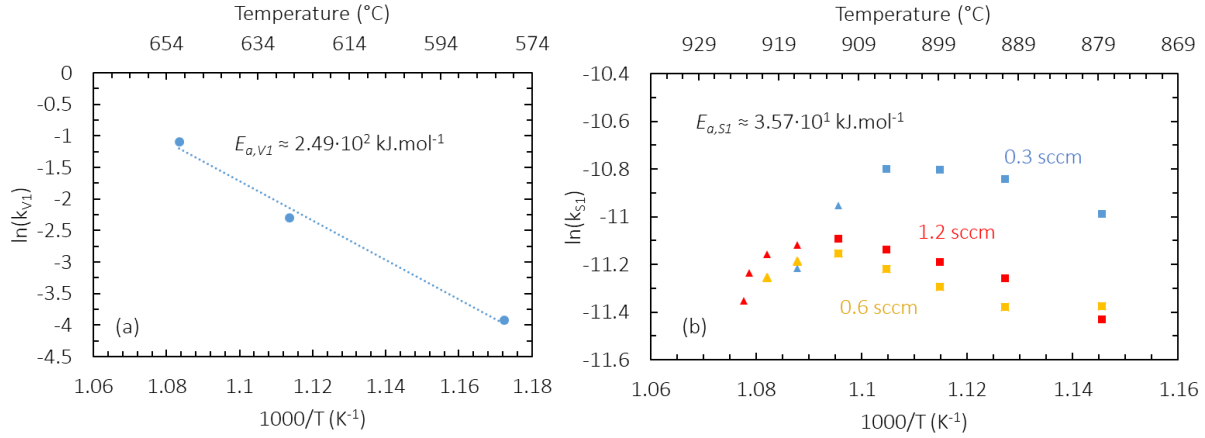 Temperature (°C)
654 634 614 594 574
0
-0.5
-1
-1.5
-2
-2.5
-3
-3.5
-4
-4.5
ln(kV1)
Ea,V1 ≈ 2.49·10² kJ.mol⁻¹
(a)
1.06 1.08 1.1 1.12 1.14 1.16 1.18
1000/T (K⁻¹)
Temperature (°C)
929 919 909 899 889 879 869
-10.4
-10.6
-10.8
-11
-11.2
-11.4
-11.6
ln(kS1)
Ea,S1 ≈ 3.57·10¹ kJ.mol⁻¹
0.3 sccm
1.2 sccm
0.6 sccm
(b)
1.06 1.08 1.1 1.12 1.14 1.16
1000/T (K⁻¹)